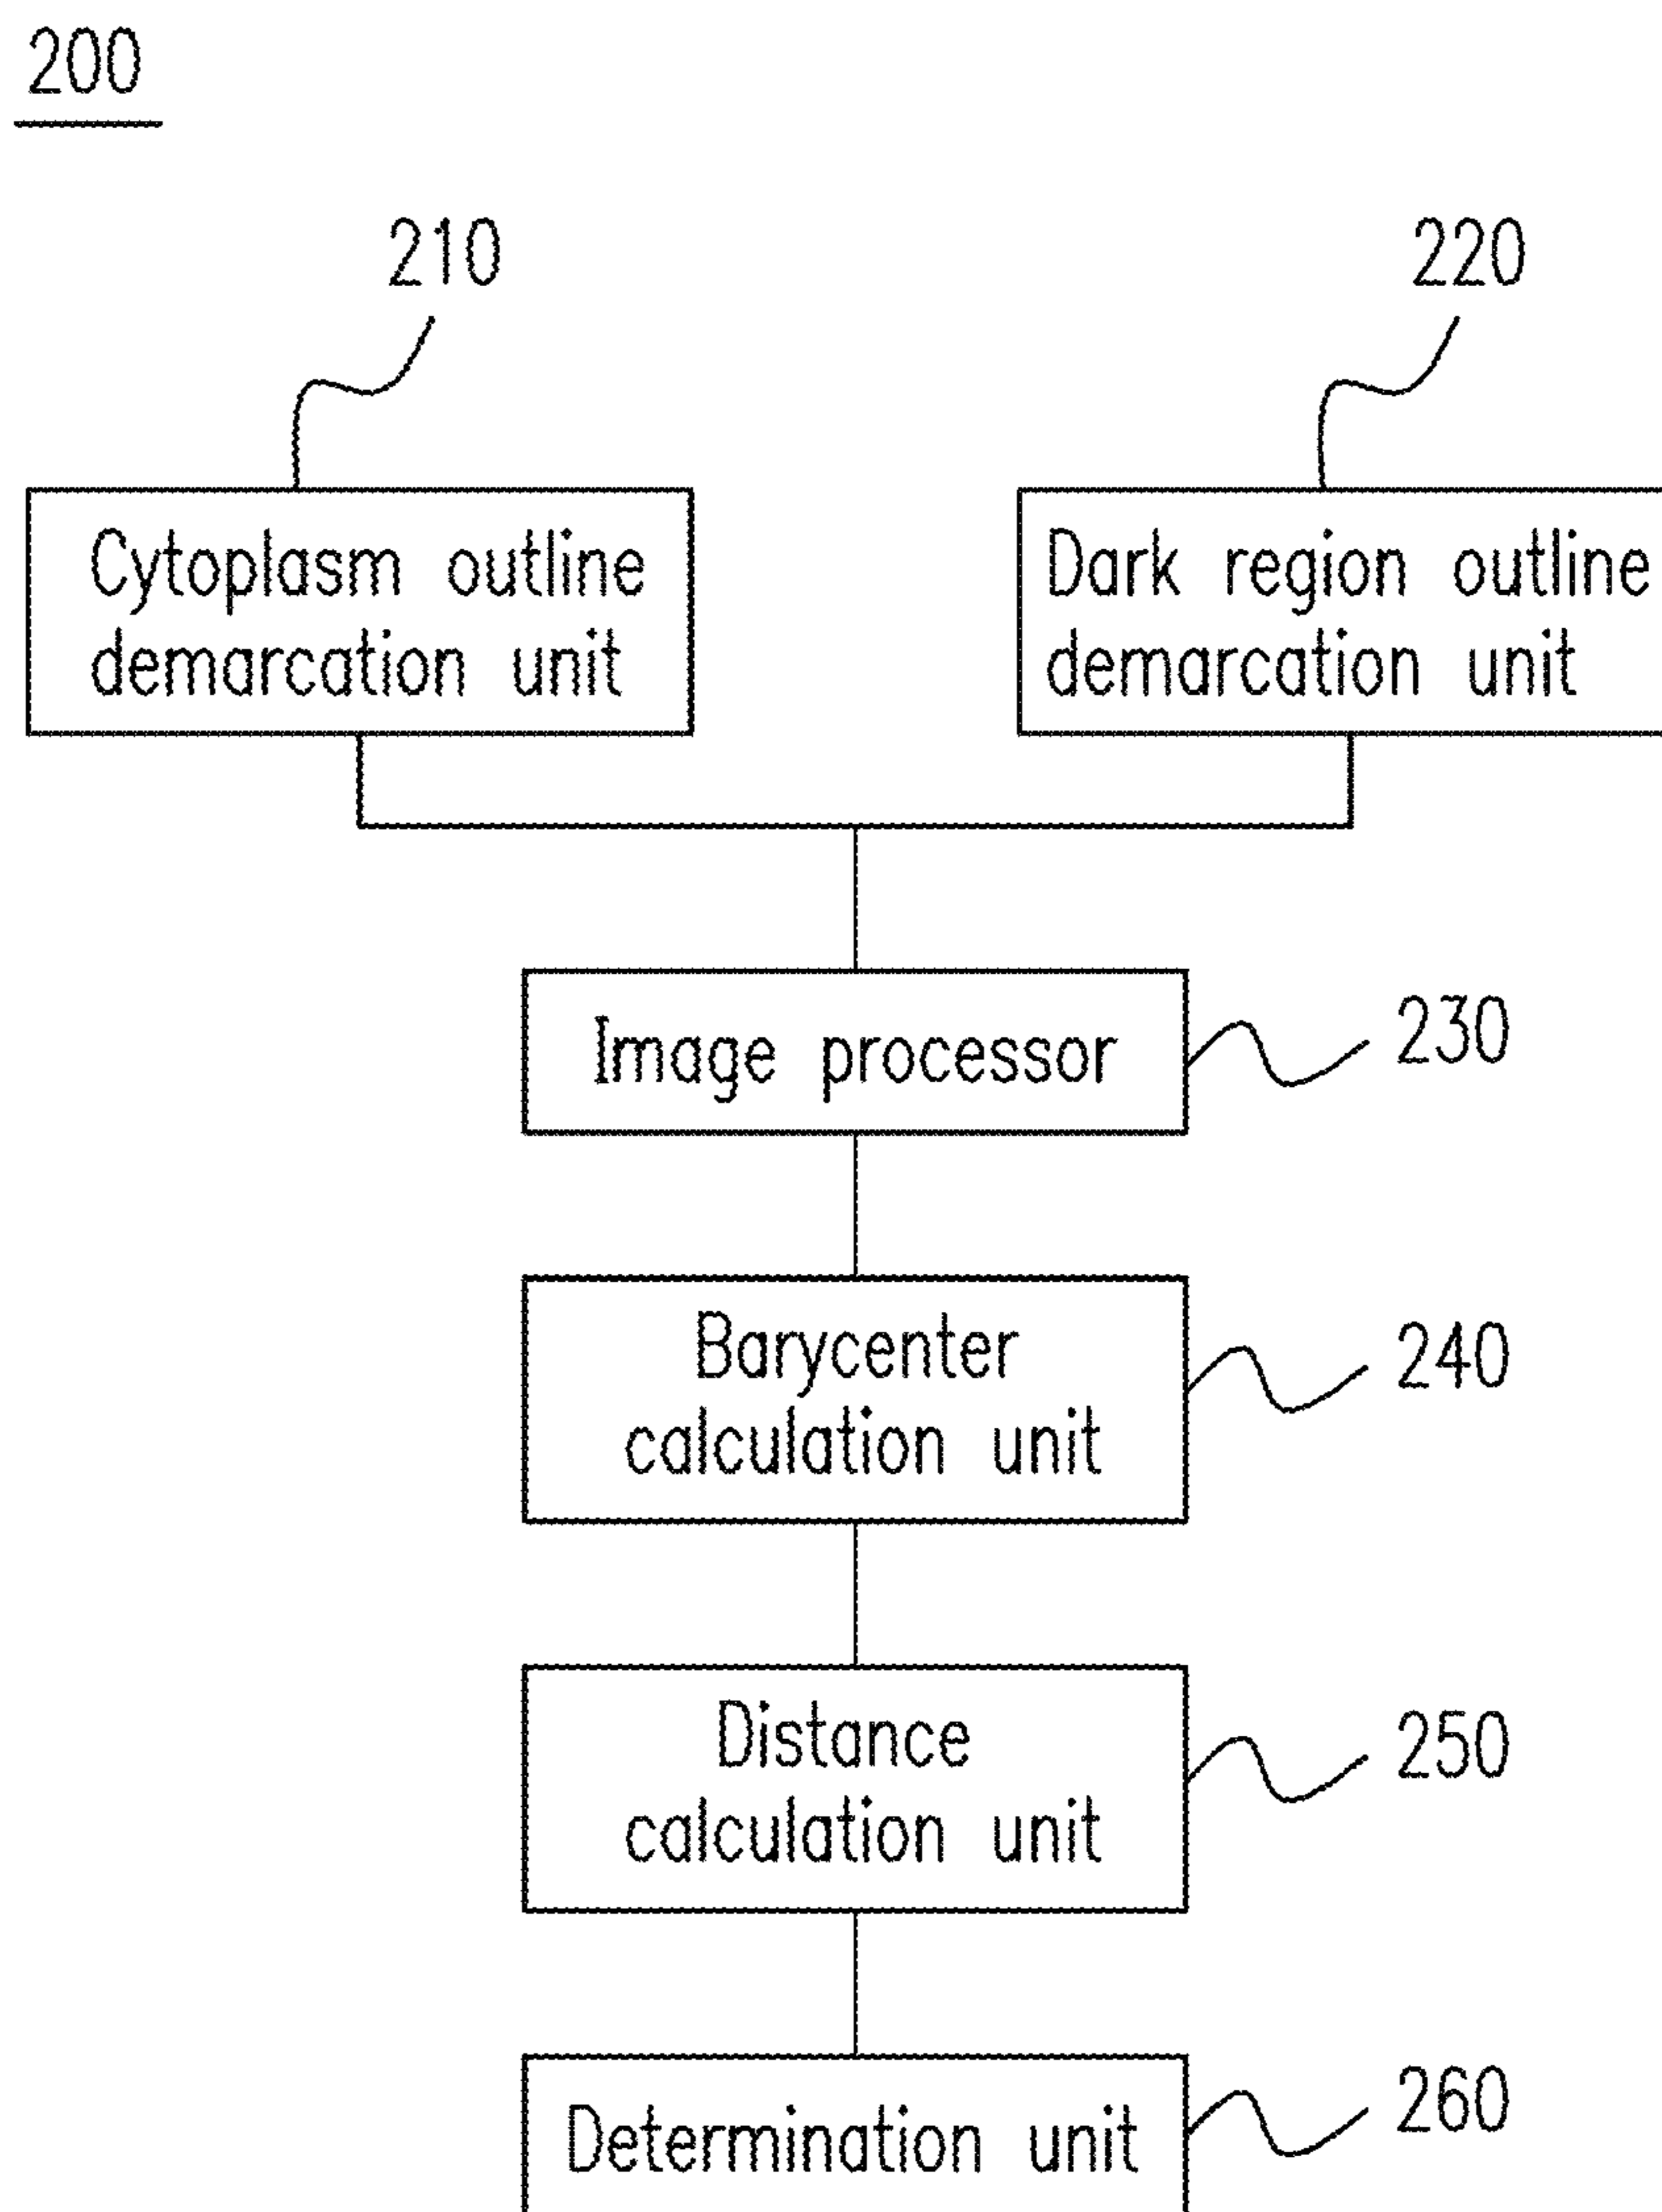 200
210
220
Cytoplasm outline
demarcation unit
Dark region outline
demarcation unit
Image processor
230
Barycenter
calculation unit
240
Distance
calculation unit
250
Determination unit
260